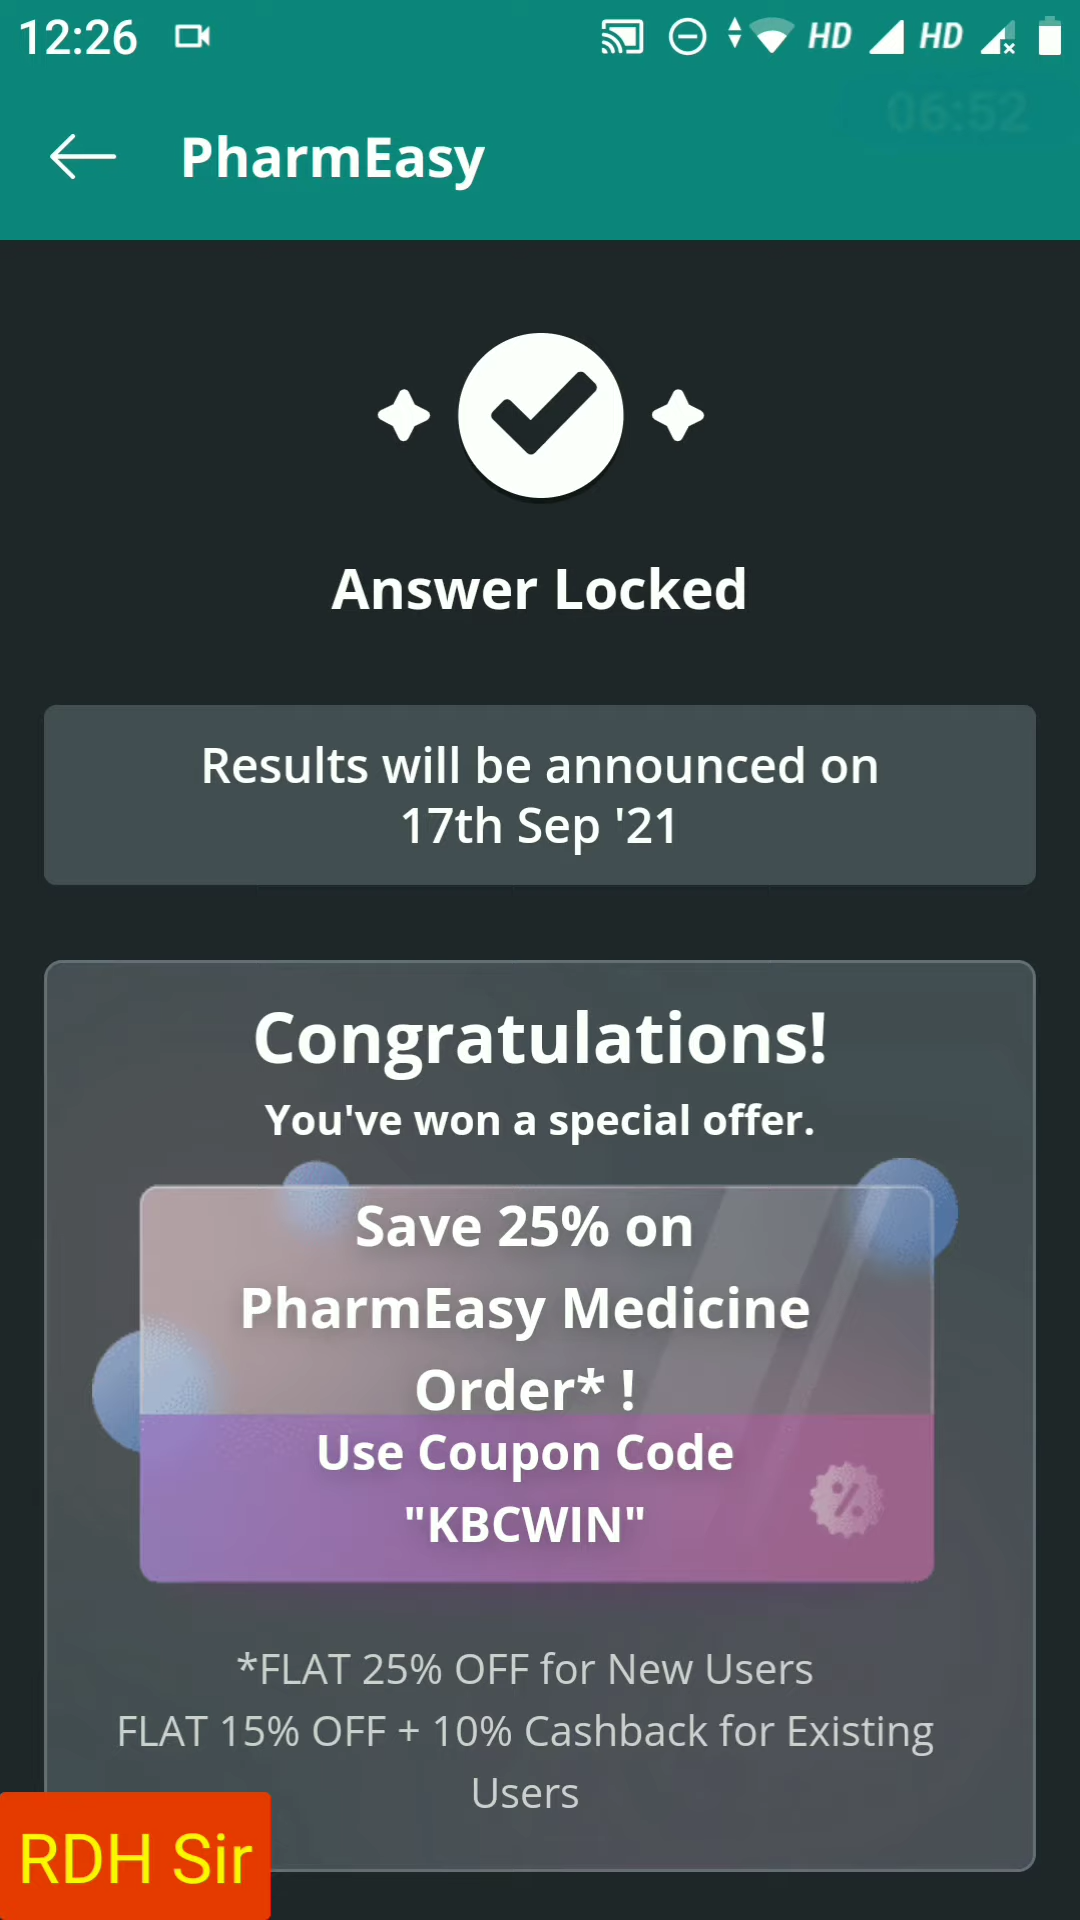 12:26
HD HD
06:52
PharmEasy
Answer Locked
Results will be announced on
17th Sep '21
Congratulations!
You've won a special offer.
Save 25% on
PharmEasy Medicine
Order* !
Use Coupon Code
"KBCWIN"
*FLAT 25% OFF for New Users
FLAT 15% OFF + 10% Cashback for Existing
Users
RDH Sir